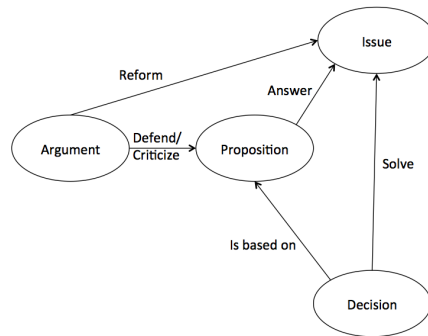 Issue
Reform
Answer
Argument
Defend/
Criticize
Proposition
Solve
Is based on
Decision